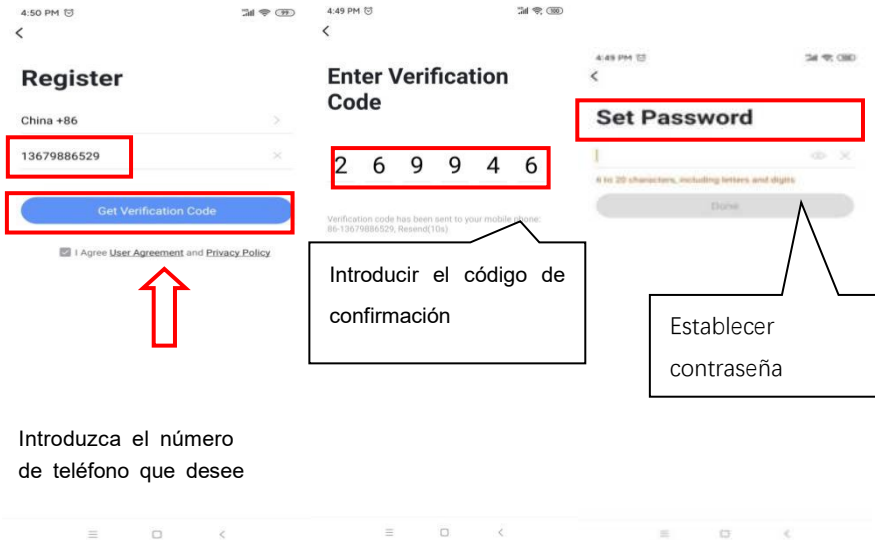 4:50 PM
99
Register
China +86
13679886529
Get Verification Code
I Agree User Agreement and Privacy Policy
Introduzca el número
de teléfono que desee
4:49 PM
100
Enter Verification
Code
2 6 9 9 4 6
Verification code has been sent to your mobile phone:
86-13679886529, Resend(10s)
Introducir el código de
confirmación
4:49 PM
100
Set Password
6 to 20 characters, including letters and digits
Done
Establecer
contraseña